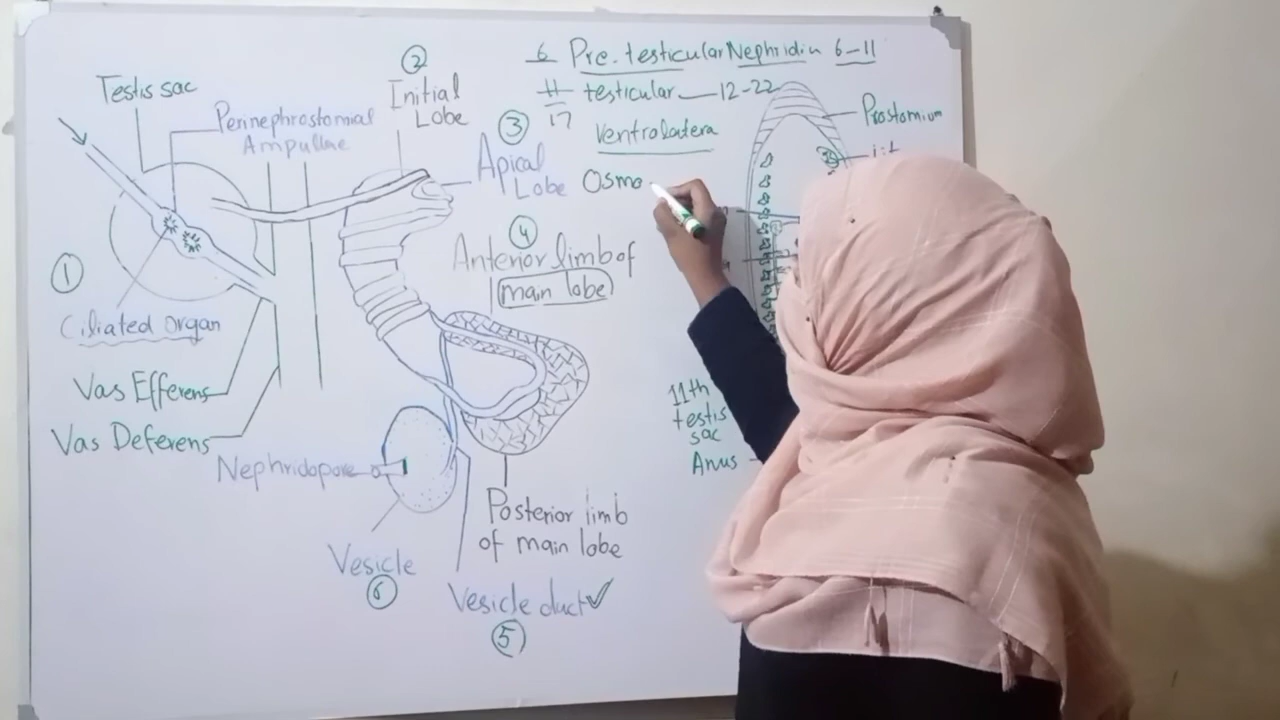 6 Pre-testicular Nephridia 6-11
11 testicular 12-22
17
Ventrolatera
Osmo
Testis sac
Perinephrostomial
Ampullae
2
Initial
Lobe
3
Apical
Lobe
4
Anterior limb of
main lobe
1
Ciliated organ
Vas Efferens
Vas Deferens
Nephridopore
Vesicle
6
Posterior limb
of main lobe
Vesicle duct ✓
5
Prostomium
11th
testis
sac
Anus